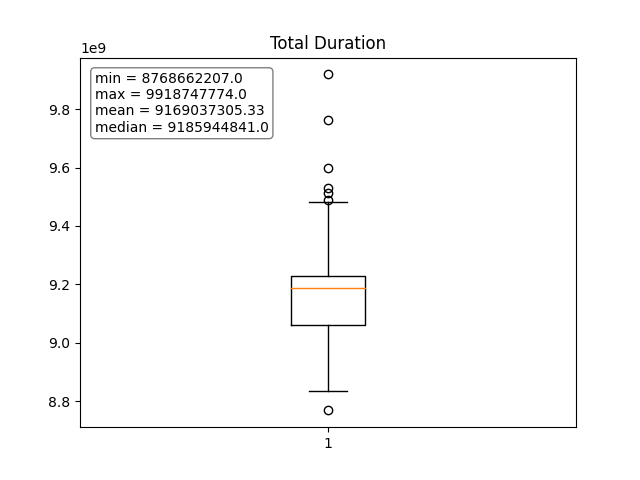 Total Duration
1e9
min = 8768662207.0
max = 9918747774.0
mean = 9169037305.33
median = 9185944841.0
9.8
9.6
9.4
9.2
9.0
8.8
1